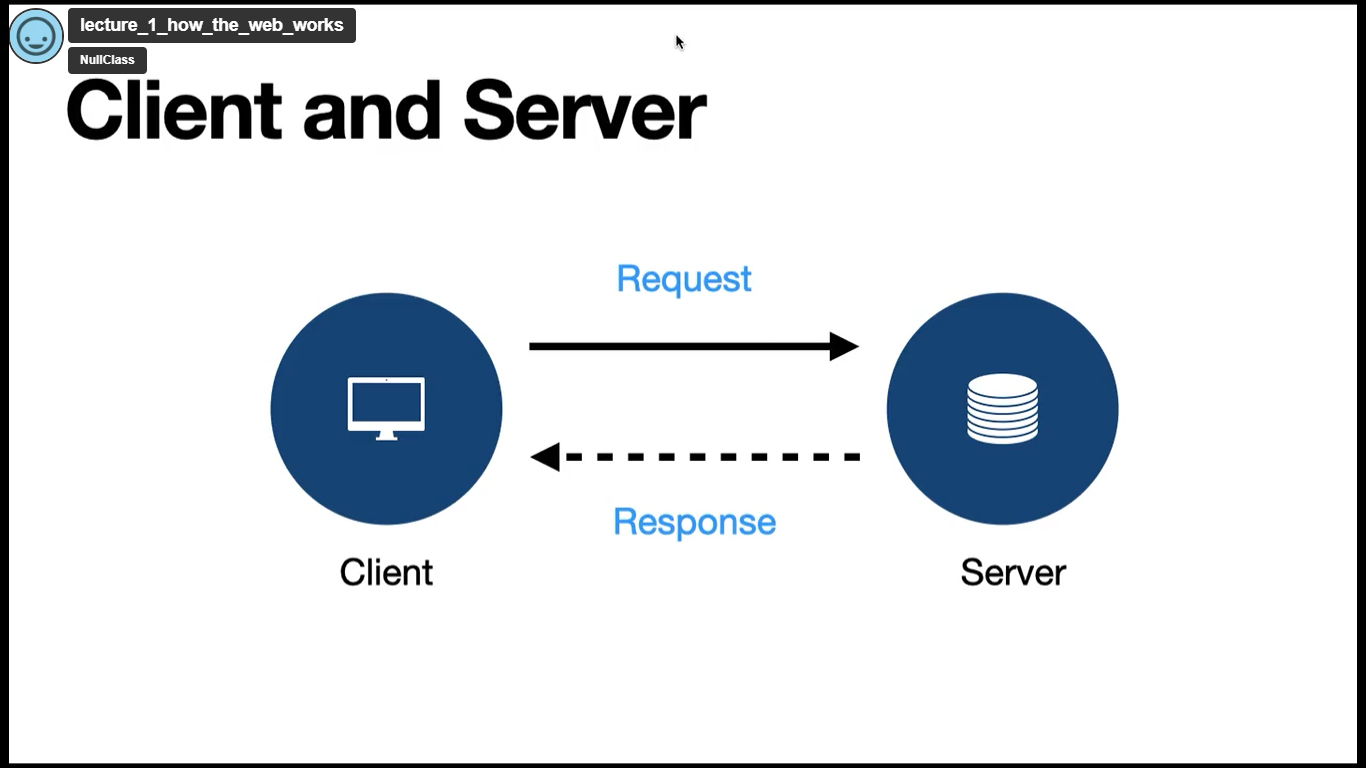 lecture_1_how_the_web_works
NullClass
Client and Server
Request
Response
Client
Server